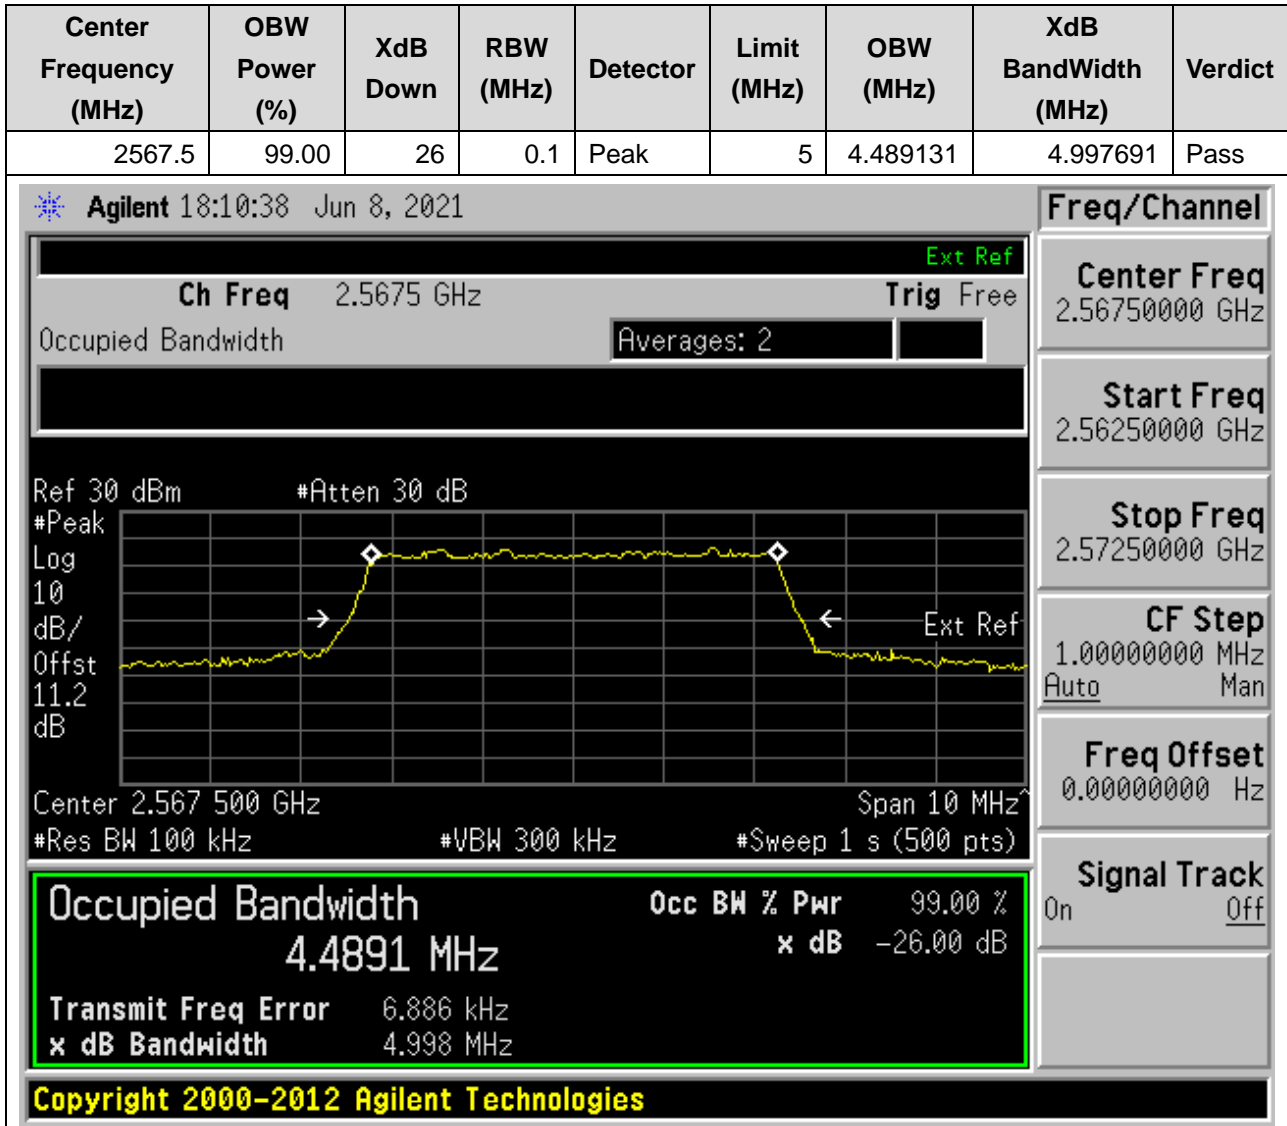 Center Frequency (MHz) OBW Power (%) XdB Down RBW (MHz) Detector Limit (MHz) OBW (MHz) XdB BandWidth (MHz) Verdict
2567.5 99.00 26 0.1 Peak 5 4.489131 4.997691 Pass
Agilent 18:10:38 Jun 8, 2021
Freq/Channel
Ext Ref
Ch Freq 2.5675 GHz Trig Free
Occupied Bandwidth Averages: 2
Center Freq
2.56750000 GHz
Start Freq
2.56250000 GHz
Stop Freq
2.57250000 GHz
CF Step
1.00000000 MHz
Auto Man
Freq Offset
0.00000000 Hz
Signal Track
On Off
Ref 30 dBm #Atten 30 dB
#Peak
Log
10
dB/
Offst
11.2
dB
Ext Ref
Center 2.567 500 GHz Span 10 MHz^
#Res BW 100 kHz #VBW 300 kHz #Sweep 1 s (500 pts)
Occupied Bandwidth Occ BW % Pwr 99.00 %
4.4891 MHz x dB -26.00 dB
Transmit Freq Error 6.886 kHz
x dB Bandwidth 4.998 MHz
Copyright 2000-2012 Agilent Technologies